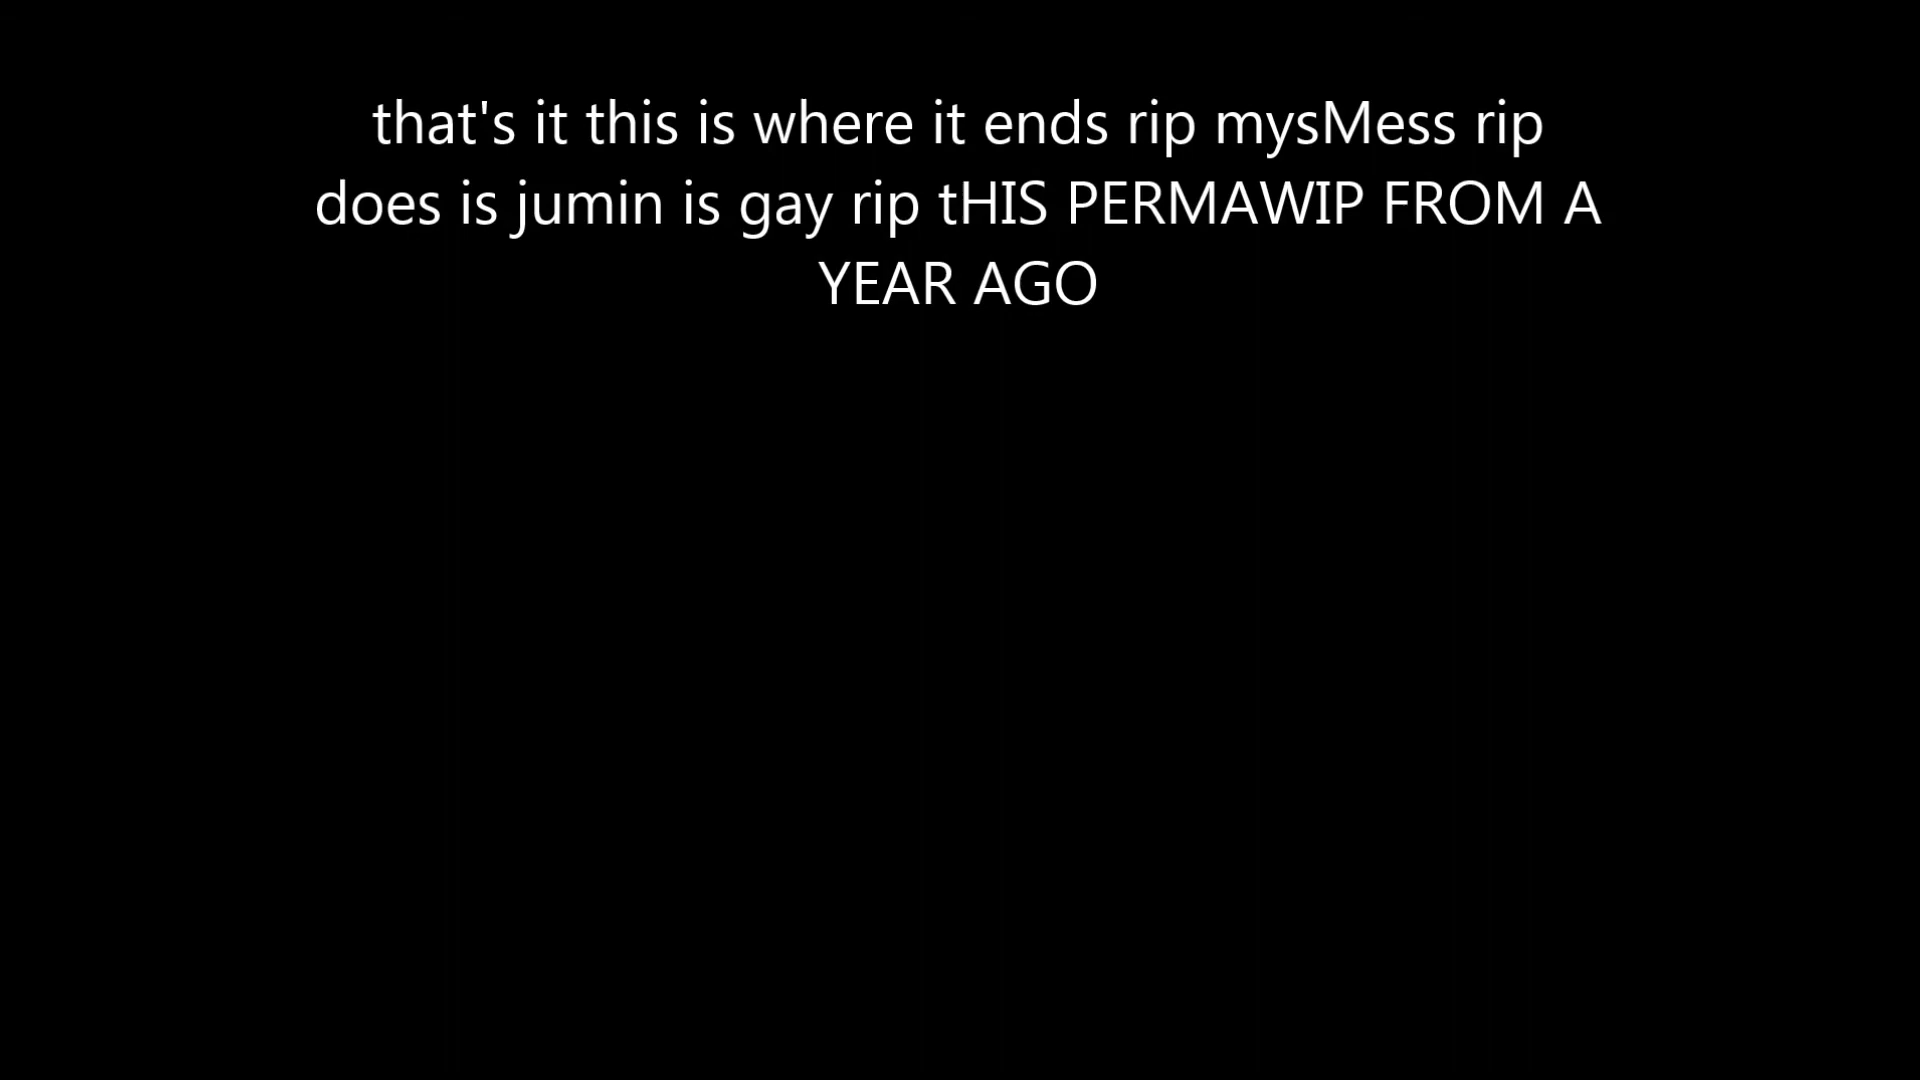 that's it this is where it ends rip mysMess rip
does is jumin is gay rip tHIS PERMAWIP FROM A
YEAR AGO